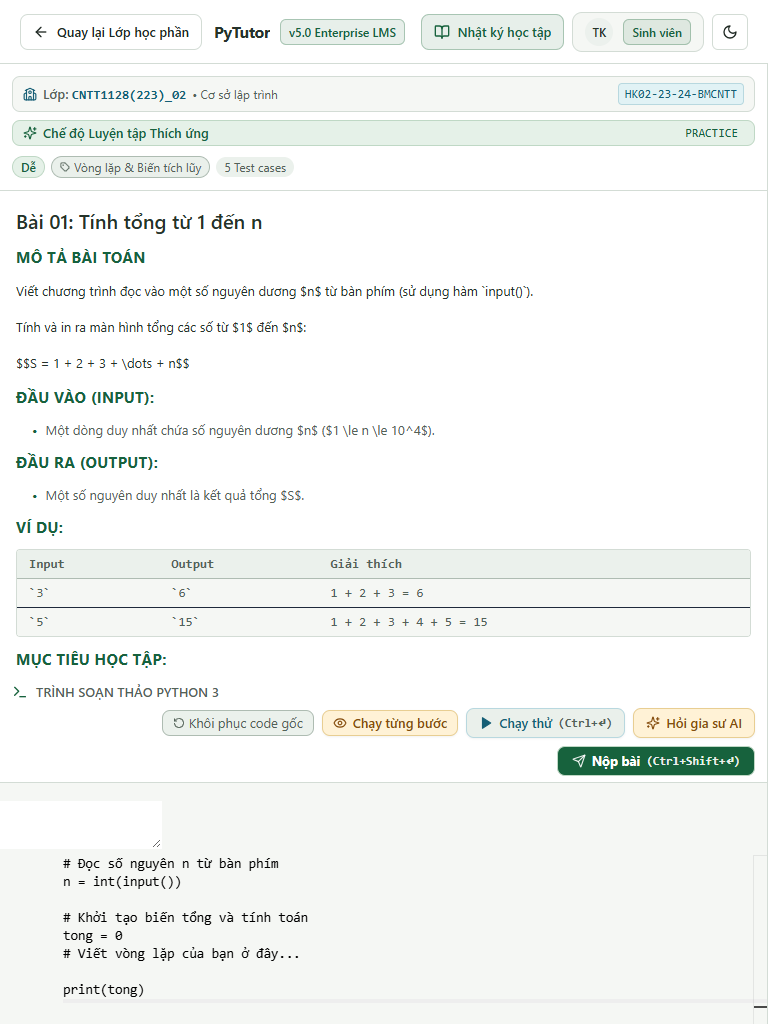 Quay lại Lớp học phần
PyTutor
v5.0 Enterprise LMS
Nhật ký học tập
TK
Sinh viên
Lớp: CNTT1128(223)_02 • Cơ sở lập trình
HK02-23-24-BMCNTT
Chế độ Luyện tập Thích ứng
PRACTICE
Dễ
Vòng lặp & Biến tích lũy
5 Test cases
Bài 01: Tính tổng từ 1 đến n
MÔ TẢ BÀI TOÁN
Viết chương trình đọc vào một số nguyên dương $n$ từ bàn phím (sử dụng hàm `input()`).
Tính và in ra màn hình tổng các số từ $1$ đến $n$:
$$S = 1 + 2 + 3 + \dots + n$$
ĐẦU VÀO (INPUT):
• Một dòng duy nhất chứa số nguyên dương $n$ ($1 \le n \le 10^4$).
ĐẦU RA (OUTPUT):
• Một số nguyên duy nhất là kết quả tổng $S$.
VÍ DỤ:
Input Output Giải thích
`3` `6` 1 + 2 + 3 = 6
`5` `15` 1 + 2 + 3 + 4 + 5 = 15
MỤC TIÊU HỌC TẬP:
TRÌNH SOẠN THẢO PYTHON 3
Khôi phục code gốc
Chạy từng bước
Chạy thử (Ctrl+⏎)
Hỏi gia sư AI
Nộp bài (Ctrl+Shift+⏎)
# Đọc số nguyên n từ bàn phím
n = int(input())
# Khởi tạo biến tổng và tính toán
tong = 0
# Viết vòng lặp của bạn ở đây...
print(tong)